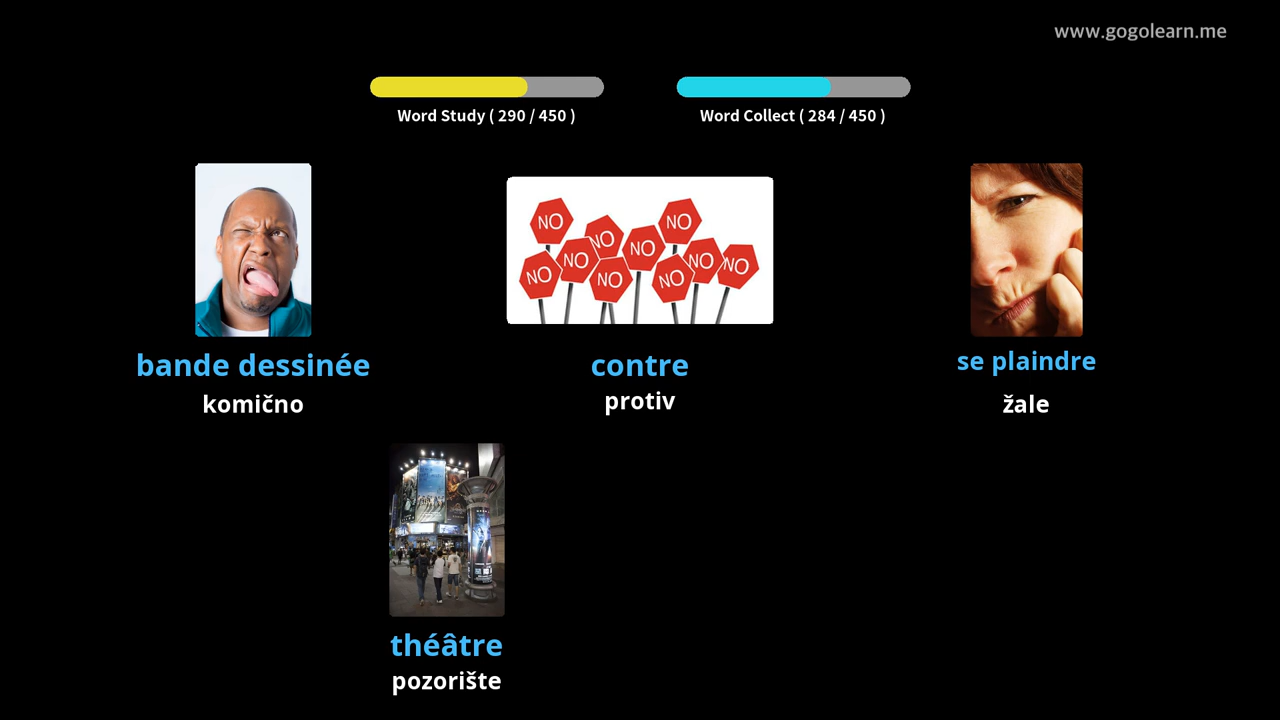 www.gogolearn.me
Word Study ( 290 / 450 )
Word Collect ( 284 / 450 )
NO
NO
NO
NO
NO
NO
NO
NO
NO
NO
bande dessinée
komično
contre
protiv
se plaindre
žale
théâtre
pozorište